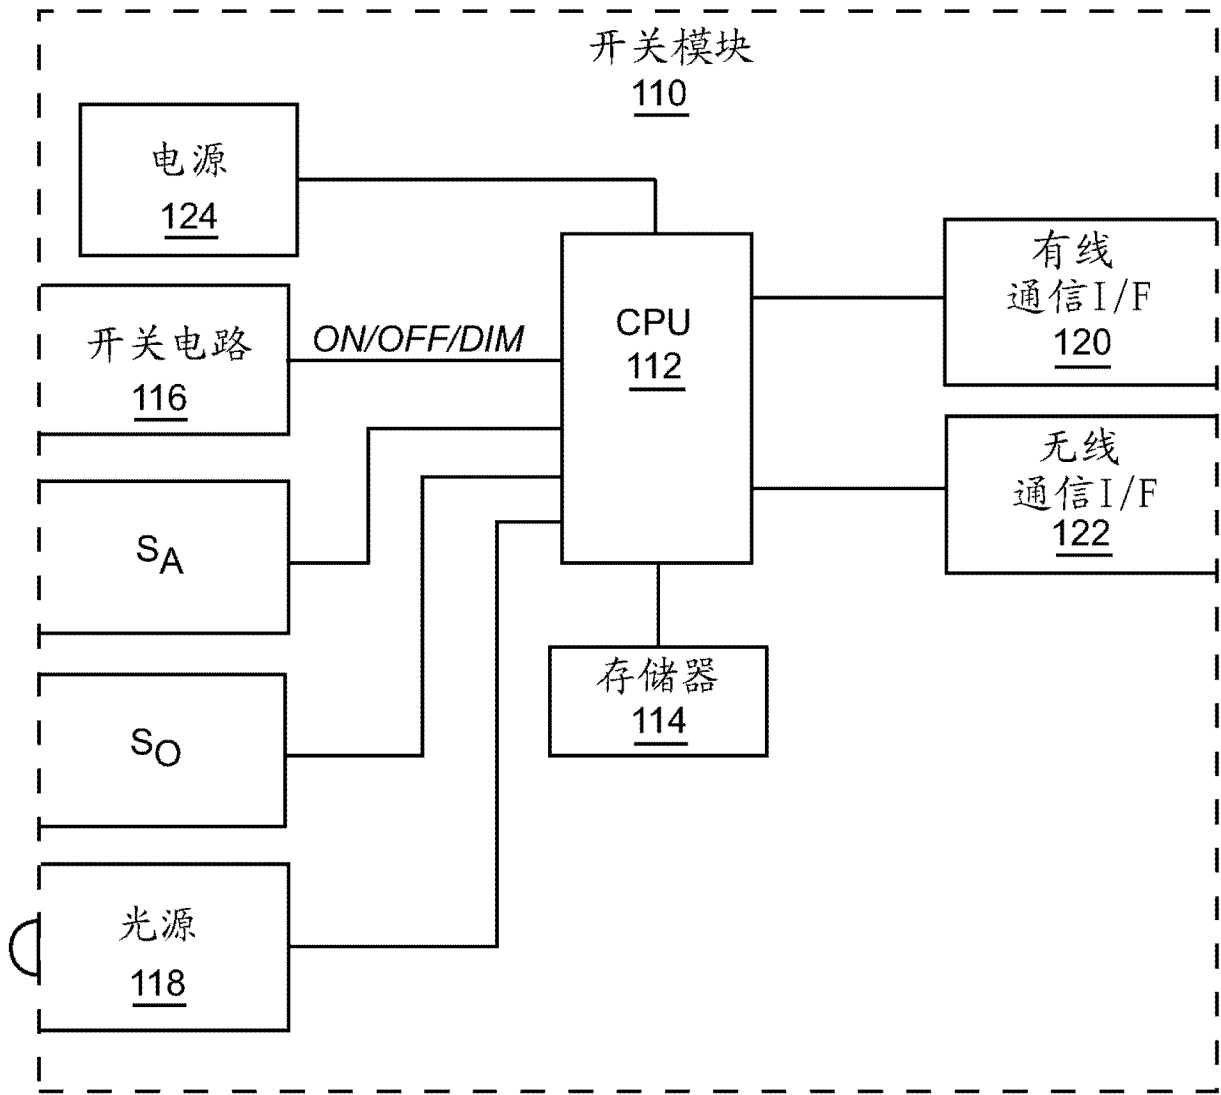 开关模块
110
电源
124
开关电路
116
ON/OFF/DIM
CPU
112
有线
通信I/F
120
无线
通信I/F
122
SA
SO
存储器
114
光源
118